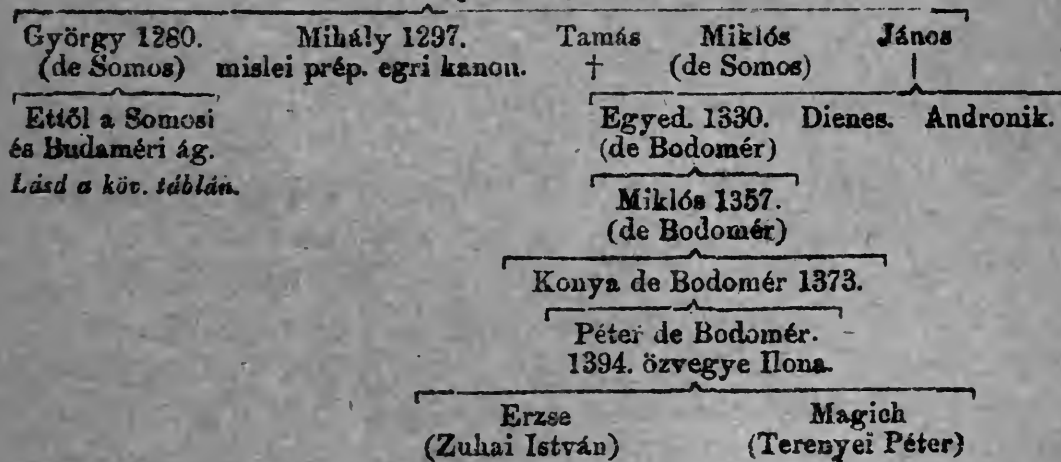 György 1280. Mihály 1297. Tamás Miklós János
(de Somos) mislei prép. egri kanon. † (de Somos)
Ettől a Somosi Egyed. 1330. Dienes. Andronik.
és Budaméri ág. (de Bodomér)
Lásd a köv. táblán.
Miklós 1357.
(de Bodomér)
Konya de Bodomér 1373.
Péter de Bodomér.
1394. özvegye Ilona.
Erzse Magich
(Zuhai István) (Terenyei Péter)